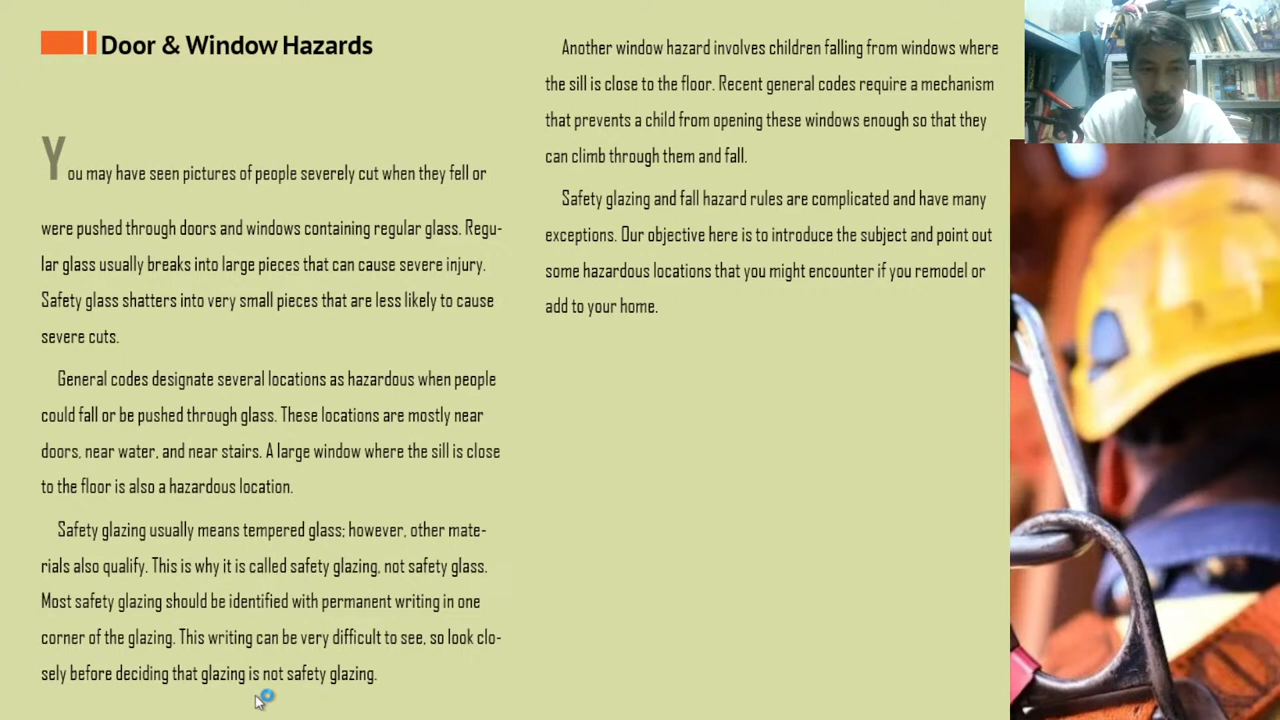 Door & Window Hazards
You may have seen pictures of people severely cut when they fell or
were pushed through doors and windows containing regular glass. Regu-
lar glass usually breaks into large pieces that can cause severe injury.
Safety glass shatters into very small pieces that are less likely to cause
severe cuts.
General codes designate several locations as hazardous when people
could fall or be pushed through glass. These locations are mostly near
doors, near water, and near stairs. A large window where the sill is close
to the floor is also a hazardous location.
Safety glazing usually means tempered glass; however, other mate-
rials also qualify. This is why it is called safety glazing, not safety glass.
Most safety glazing should be identified with permanent writing in one
corner of the glazing. This writing can be very difficult to see, so look clo-
sely before deciding that glazing is not safety glazing.
Another window hazard involves children falling from windows where
the sill is close to the floor. Recent general codes require a mechanism
that prevents a child from opening these windows enough so that they
can climb through them and fall.
Safety glazing and fall hazard rules are complicated and have many
exceptions. Our objective here is to introduce the subject and point out
some hazardous locations that you might encounter if you remodel or
add to your home.